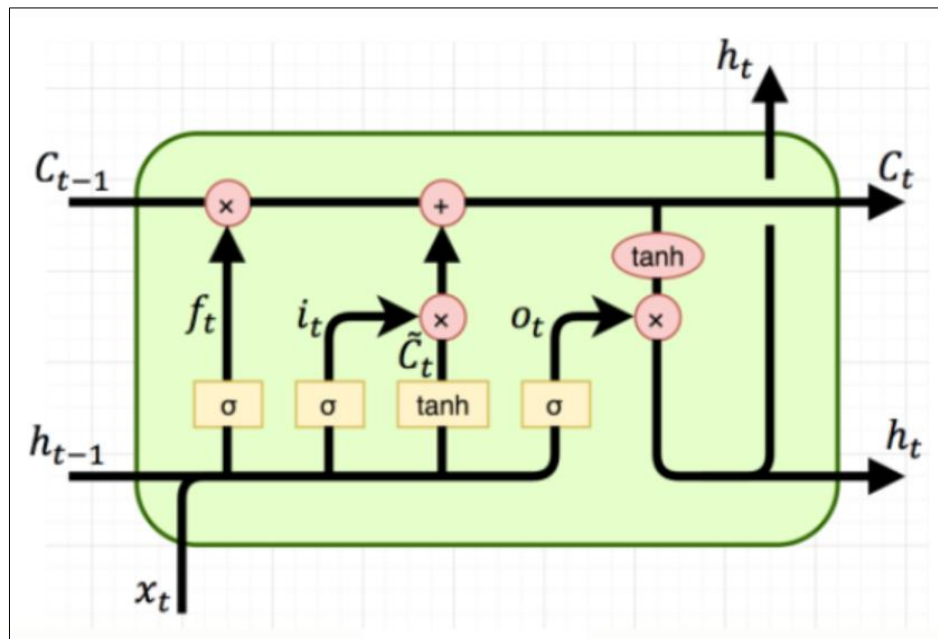 h_t
C_{t-1}
C_t
×
+
tanh
f_t
i_t
×
o_t
×
C̃_t
σ
σ
tanh
σ
h_{t-1}
h_t
x_t